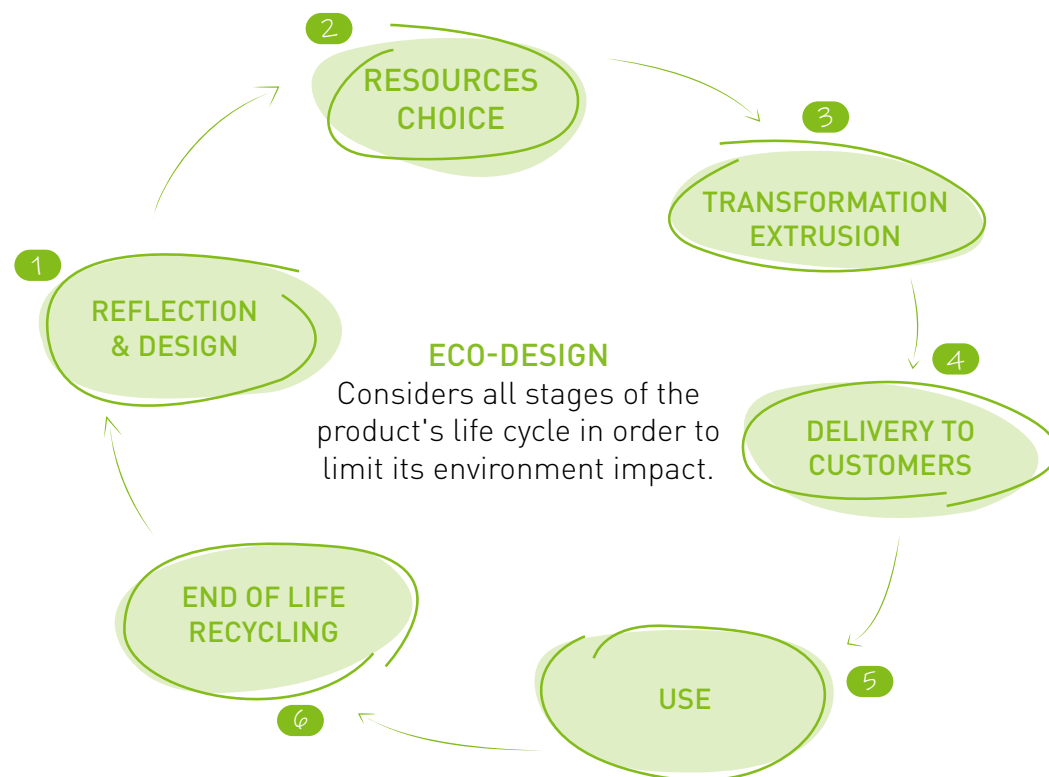 2
RESOURCES
CHOICE
3
TRANSFORMATION
EXTRUSION
1
REFLECTION
& DESIGN
ECO-DESIGN
Considers all stages of the
product's life cycle in order to
limit its environment impact.
4
DELIVERY TO
CUSTOMERS
END OF LIFE
RECYCLING
6
USE
5